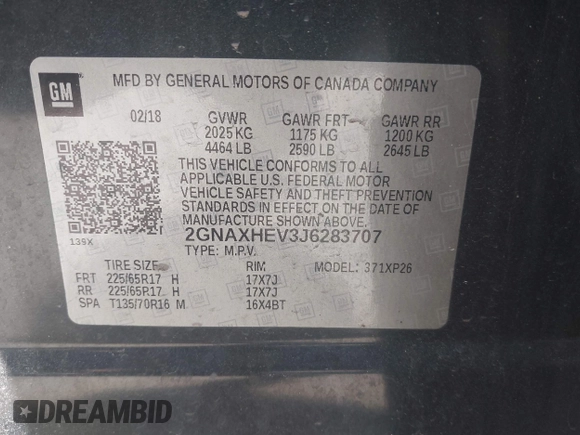 GM
MFD BY GENERAL MOTORS OF CANADA COMPANY
02/18 GVWR GAWR FRT GAWR RR
2025 KG 1175 KG 1200 KG
4464 LB 2590 LB 2645 LB
THIS VEHICLE CONFORMS TO ALL
APPLICABLE U.S. FEDERAL MOTOR
VEHICLE SAFETY AND THEFT PREVENTION
STANDARDS IN EFFECT ON THE DATE OF
MANUFACTURE SHOWN ABOVE.
139X 2GNAXHEV3J6283707
TYPE: M.P.V.
TIRE SIZE RIM MODEL: 371XP26
FRT 225/65R17 H 17X7J
RR 225/65R17 H 17X7J
SPA T135/70R16 M 16X4BT
DREAMBID